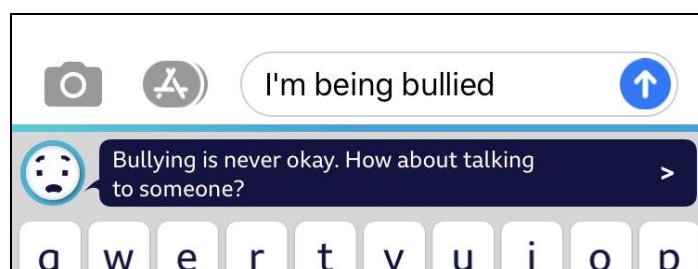 I'm being bullied
Bullying is never okay. How about talking
to someone?
>
q w e r t y u i o p